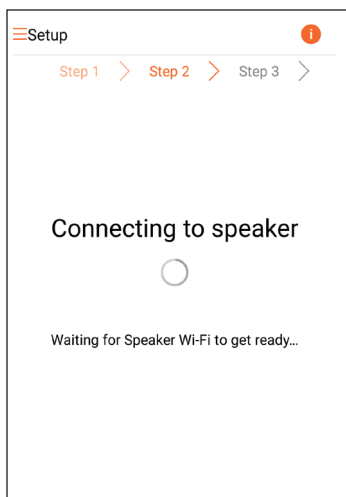 Setup
i
Step 1 Step 2 Step 3
Connecting to speaker
Waiting for Speaker Wi-Fi to get ready...